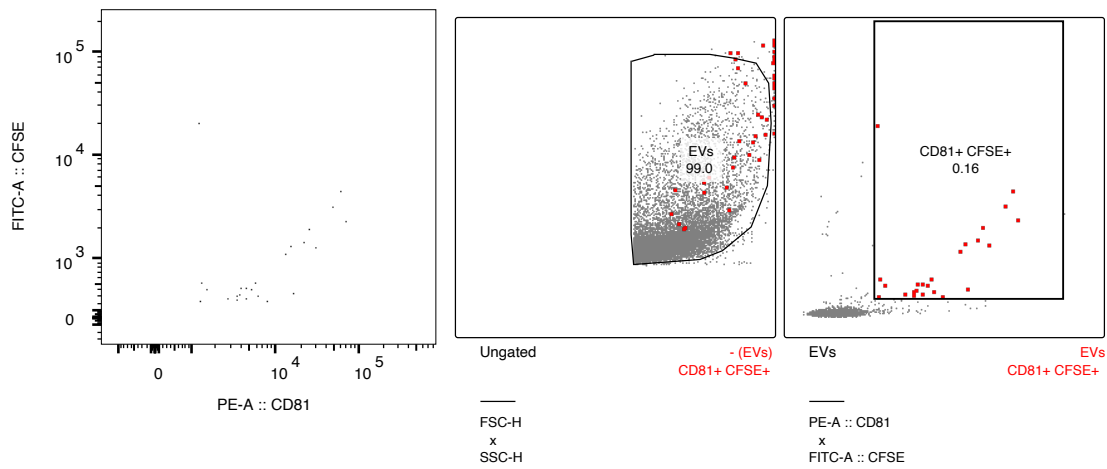 FITC-A :: CFSE
10^5
10^4
10^3
0
0
10^4
10^5
PE-A :: CD81
EVs
99.0
Ungated
- (EVs)
CD81+ CFSE+
FSC-H
x
SSC-H
CD81+ CFSE+
0.16
EVs
EVs
CD81+ CFSE+
PE-A :: CD81
x
FITC-A :: CFSE